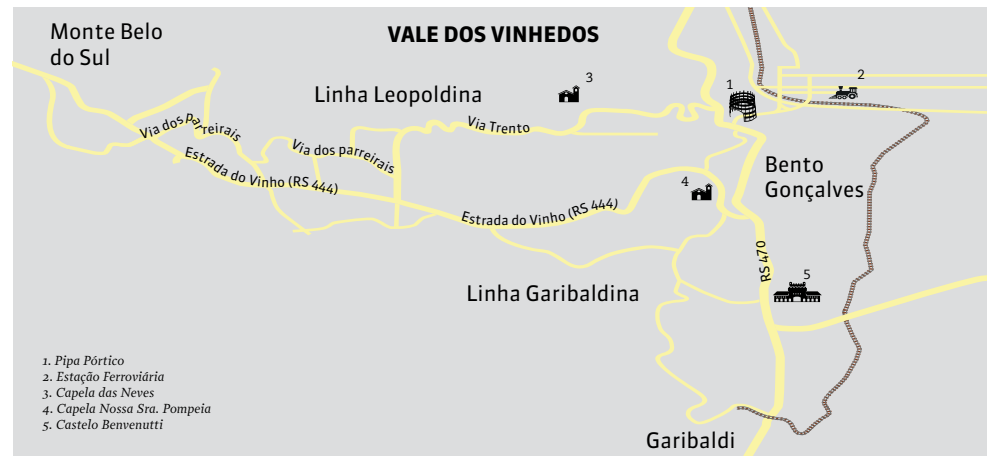 VALE DOS VINHEDOS
Monte Belo
do Sul
Linha Leopoldina
3
1
2
Via dos parreirais
Via Trento
Via dos parreirais
Estrada do Vinho (RS 444)
Bento
Gonçalves
4
Estrada do Vinho (RS 444)
RS 470
5
Linha Garibaldina
1. Pipa Pórtico
2. Estação Ferroviária
3. Capela das Neves
4. Capela Nossa Sra. Pompeia
5. Castelo Benvenutti
Garibaldi